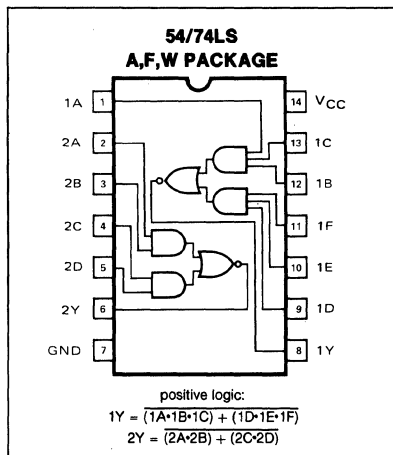 54/74LS
A,F,W PACKAGE
1A 1 14 VCC
2A 2 13 1C
2B 3 12 1B
2C 4 11 1F
2D 5 10 1E
2Y 6 9 1D
GND 7 8 1Y
positive logic:
1Y = (1A•1B•1C) + (1D•1E•1F)
2Y = (2A•2B) + (2C•2D)